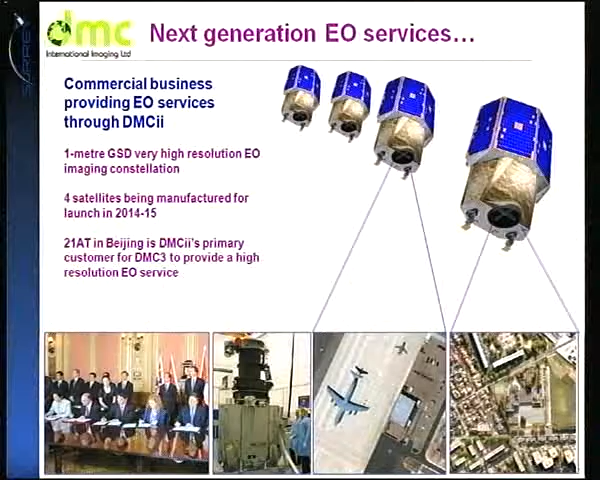 SURREY
dmc
International Imaging Ltd
Next generation EO services...
Commercial business
providing EO services
through DMCii
1-metre GSD very high resolution EO
imaging constellation
4 satellites being manufactured for
launch in 2014-15
21AT in Beijing is DMCii's primary
customer for DMC3 to provide a high
resolution EO service